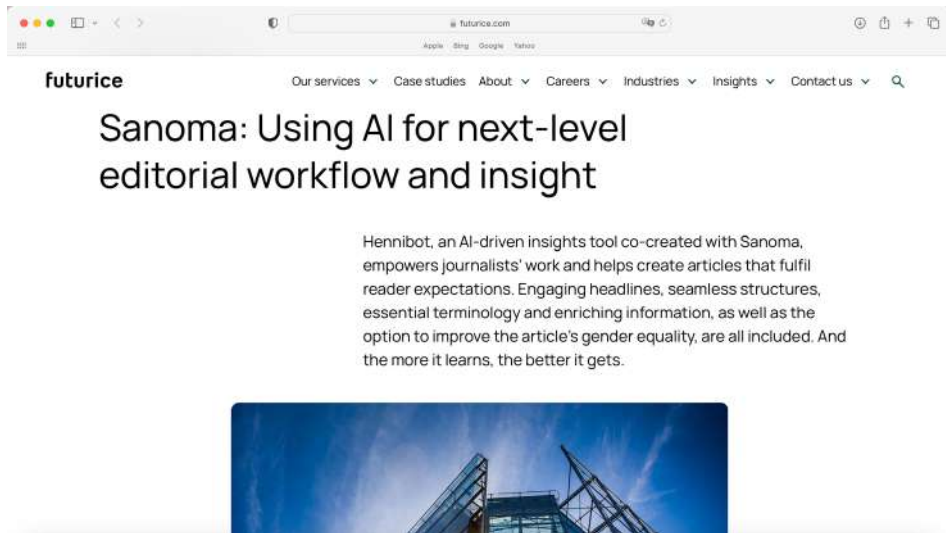 futurice.com
Apple Bing Google Yahoo
futurice
Our services Case studies About Careers Industries Insights Contact us
Sanoma: Using AI for next-level
editorial workflow and insight
Hennibot, an AI-driven insights tool co-created with Sanoma,
empowers journalists' work and helps create articles that fulfil
reader expectations. Engaging headlines, seamless structures,
essential terminology and enriching information, as well as the
option to improve the article's gender equality, are all included. And
the more it learns, the better it gets.